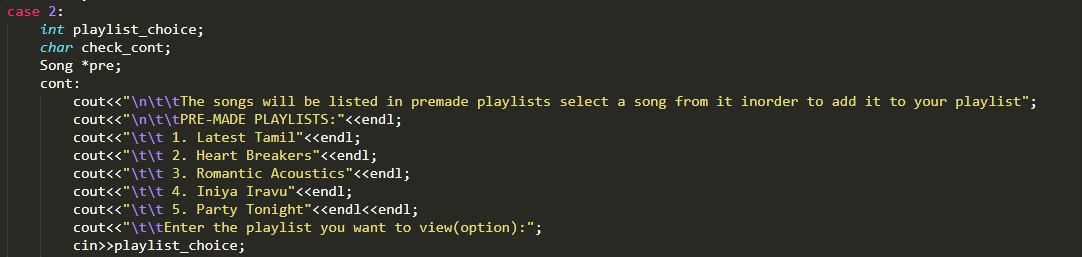 case 2:
int playlist_choice;
char check_cont;
Song *pre;
cont:
cout<<"\n\t\tThe songs will be listed in premade playlists select a song from it inorder to add it to your playlist";
cout<<"\n\t\tPRE-MADE PLAYLISTS:"<<endl;
cout<<"\t\t 1. Latest Tamil"<<endl;
cout<<"\t\t 2. Heart Breakers"<<endl;
cout<<"\t\t 3. Romantic Acoustics"<<endl;
cout<<"\t\t 4. Iniya Iravu"<<endl;
cout<<"\t\t 5. Party Tonight"<<endl<<endl;
cout<<"\t\tEnter the playlist you want to view(option):";
cin>>playlist_choice;